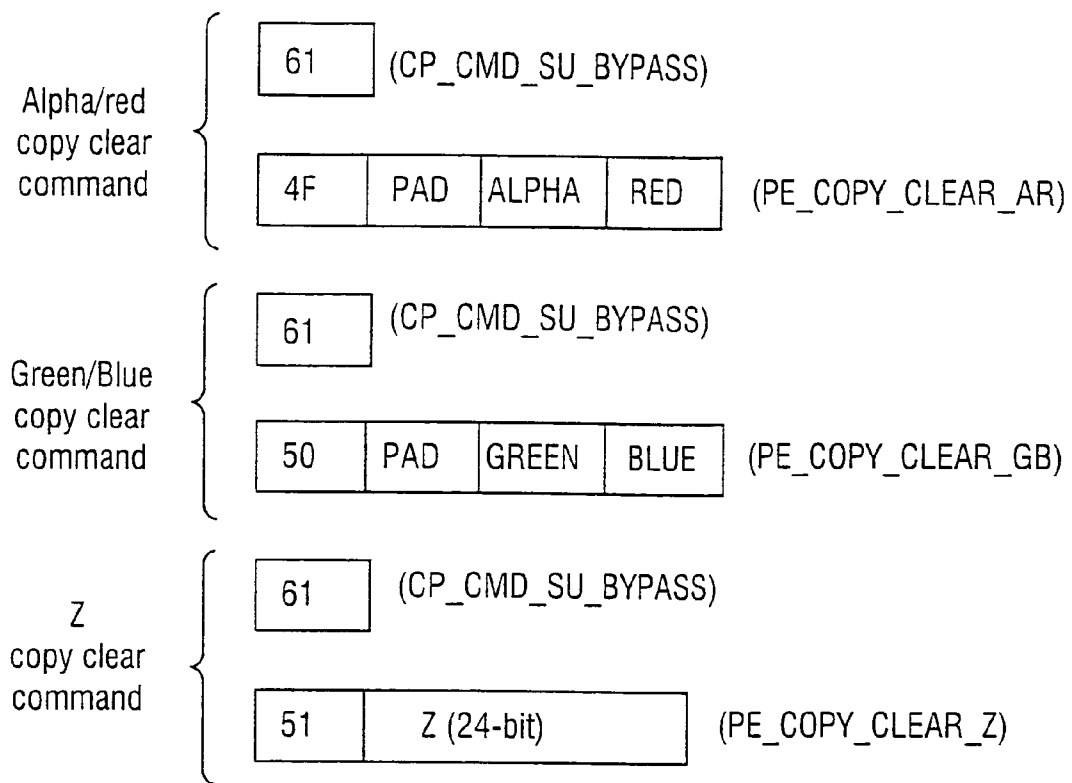 61 (CP_CMD_SU_BYPASS)
Alpha/red
copy clear
command
4F PAD ALPHA RED (PE_COPY_CLEAR_AR)
61 (CP_CMD_SU_BYPASS)
Green/Blue
copy clear
command
50 PAD GREEN BLUE (PE_COPY_CLEAR_GB)
61 (CP_CMD_SU_BYPASS)
Z
copy clear
command
51 Z (24-bit) (PE_COPY_CLEAR_Z)